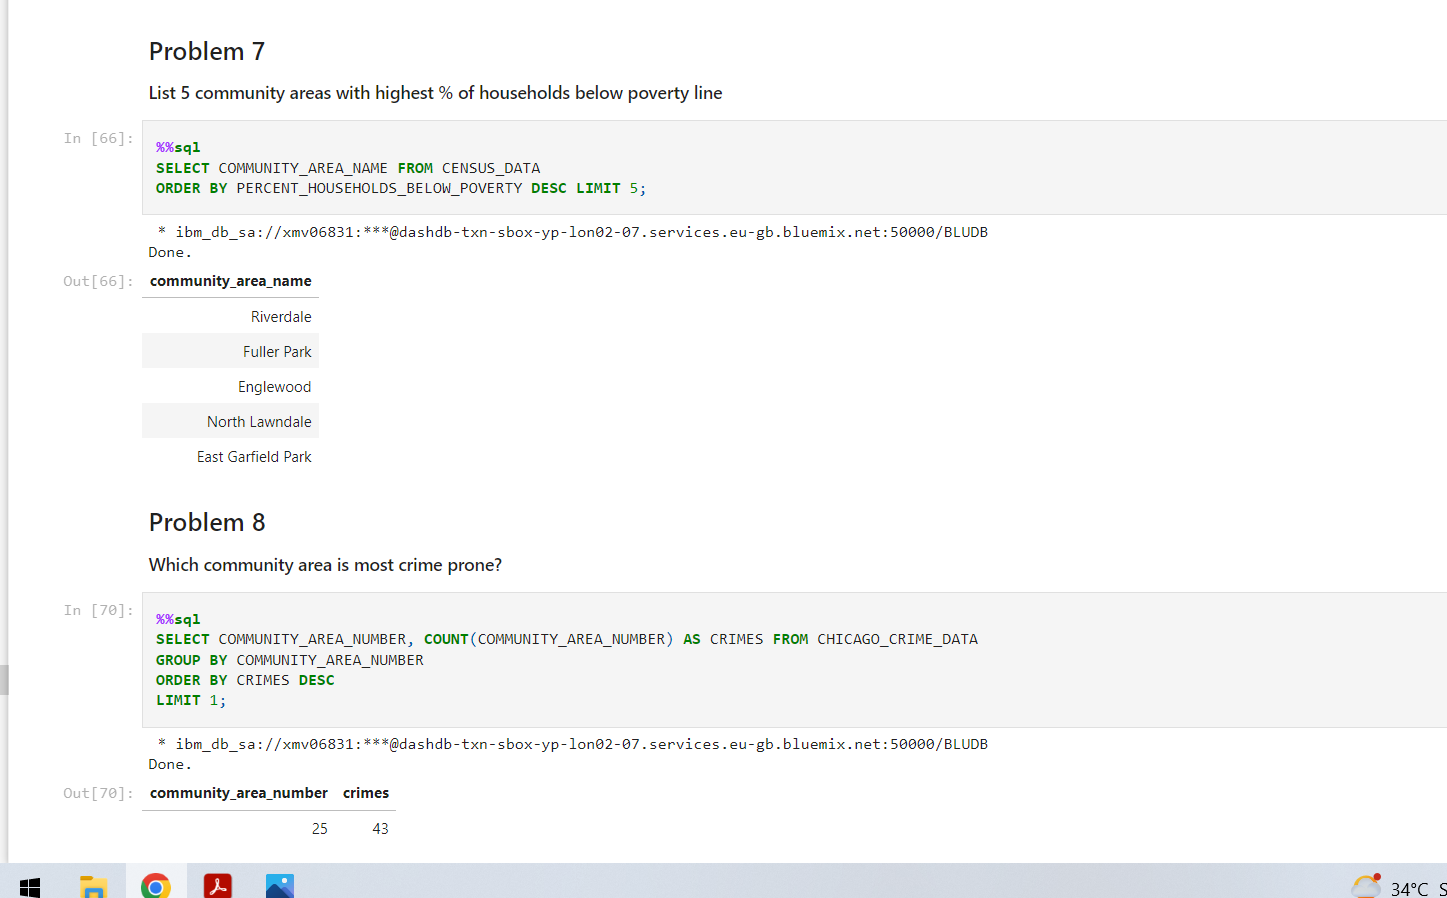 Problem 7
List 5 community areas with highest % of households below poverty line
In [66]:
%%sql
SELECT COMMUNITY_AREA_NAME FROM CENSUS_DATA
ORDER BY PERCENT_HOUSEHOLDS_BELOW_POVERTY DESC LIMIT 5;
* ibm_db_sa://xmv06831:***@dashdb-txn-sbox-yp-lon02-07.services.eu-gb.bluemix.net:50000/BLUDB
Done.
Out[66]:
community_area_name
Riverdale
Fuller Park
Englewood
North Lawndale
East Garfield Park
Problem 8
Which community area is most crime prone?
In [70]:
%%sql
SELECT COMMUNITY_AREA_NUMBER, COUNT(COMMUNITY_AREA_NUMBER) AS CRIMES FROM CHICAGO_CRIME_DATA
GROUP BY COMMUNITY_AREA_NUMBER
ORDER BY CRIMES DESC
LIMIT 1;
* ibm_db_sa://xmv06831:***@dashdb-txn-sbox-yp-lon02-07.services.eu-gb.bluemix.net:50000/BLUDB
Done.
Out[70]:
community_area_number crimes
25 43
34°C S